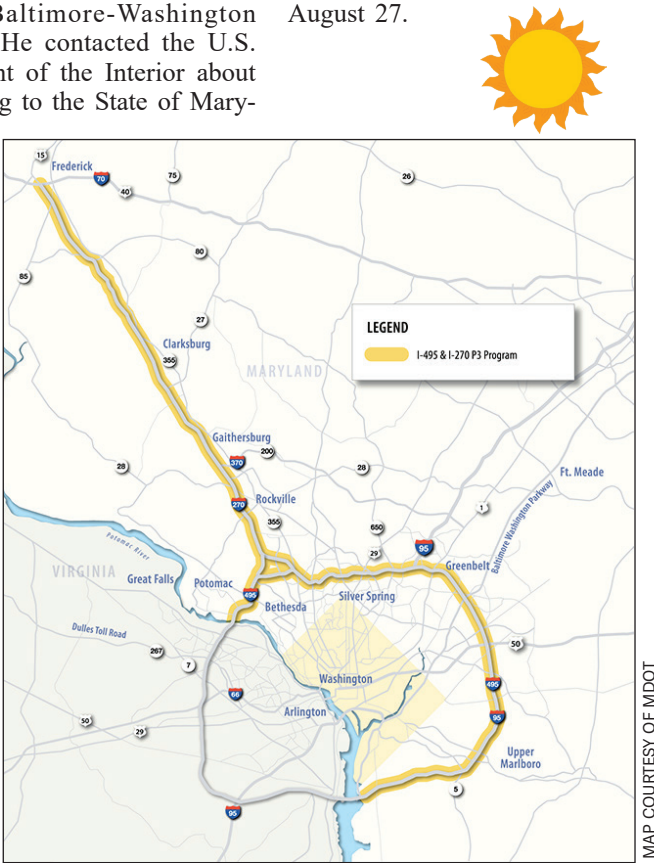 Baltimore-Washington
He contacted the U.S.
nt of the Interior about
g to the State of Mary-
August 27.
15
Frederick
70
40
75
26
80
85
27
Clarksburg
355
MARYLAND
LEGEND
I-495 & I-270 P3 Program
Gaithersburg
370
200
28
28
Ft. Meade
270
Rockville
355
650
1
Baltimore Washington Parkway
29
95
Potomac River
VIRGINIA
Great Falls
Potomac
495
Bethesda
Silver Spring
Greenbelt
Dulles Toll Road
267
7
50
Washington
66
Arlington
495
95
50
29
Upper
Marlboro
5
95
MAP COURTESY OF MDOT